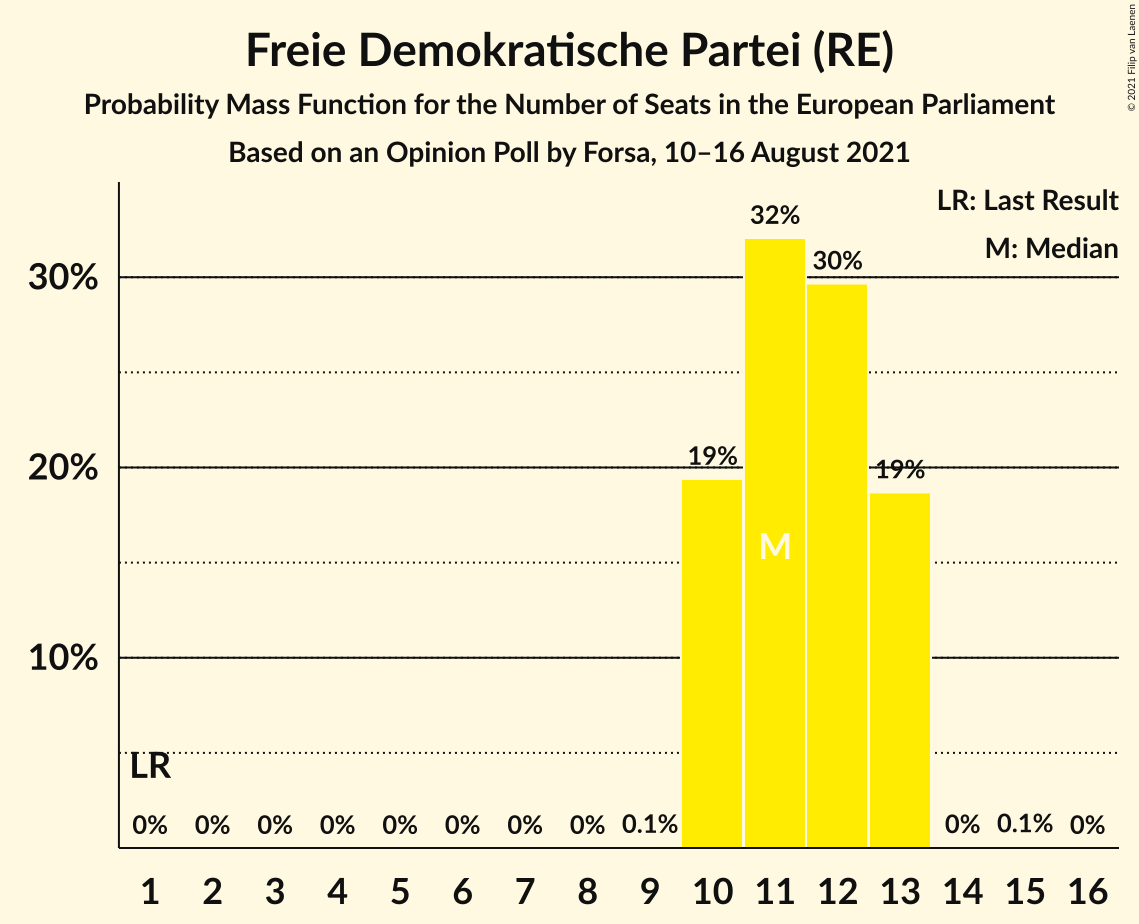 Freie Demokratische Partei (RE)
Probability Mass Function for the Number of Seats in the European Parliament
Based on an Opinion Poll by Forsa, 10–16 August 2021
© 2021 Filip van Laenen
LR: Last Result
M: Median
30%
20%
10%
32%
30%
19%
19%
M
LR
0% 0% 0% 0% 0% 0% 0% 0% 0.1% 0% 0.1% 0%
1 2 3 4 5 6 7 8 9 10 11 12 13 14 15 16